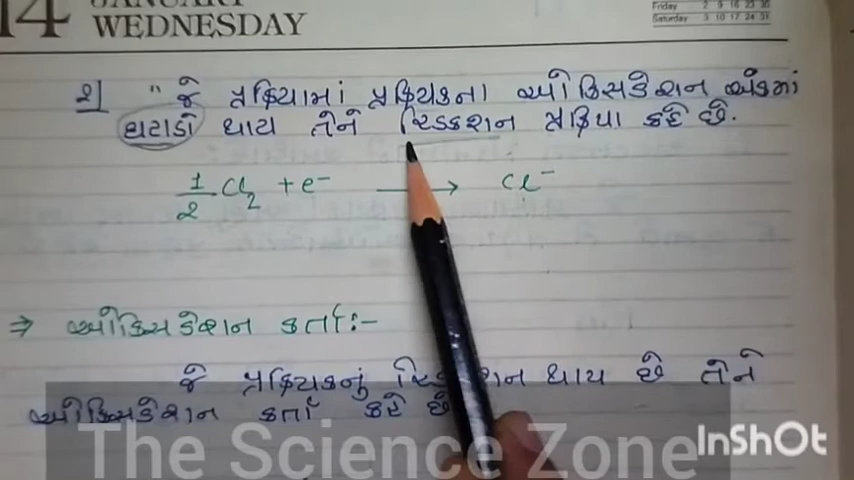 14 JANUARY
WEDNESDAY
Friday 2 9 16 23 30
Saturday 3 10 17 24 31
૨) " જે પ્રક્રિયામાં પ્રક્રિયકના ઓક્સિડેશન અંકમાં
ઘટાડો થાય તેને રિડક્શન પ્રક્રિયા કહે છે.
1/2 Cl₂ + e⁻ → Cl⁻
⇒ ઓક્સિડેશન કર્તા:-
જે પ્રક્રિયકનું રિડક્શન થાય છે તેને
ઓક્સિડેશન કર્તા કહે છે
The Science Zone
InShOt